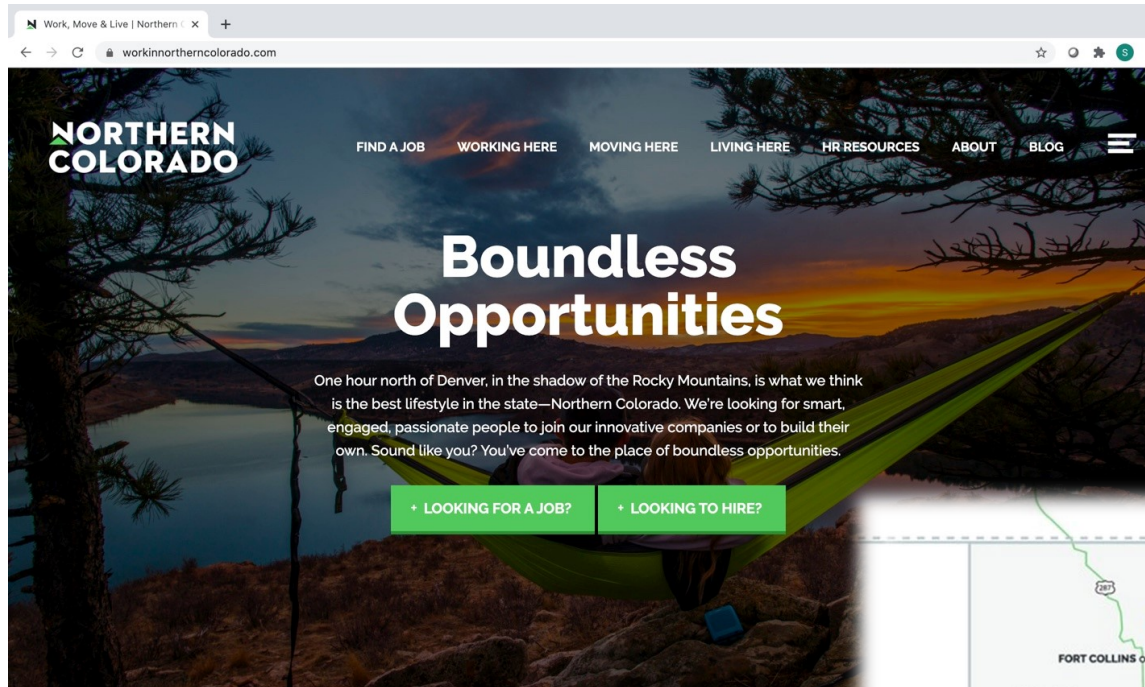 Work, Move & Live | Northern
workinnortherncolorado.com
S
NORTHERN
COLORADO
FIND A JOB
WORKING HERE
MOVING HERE
LIVING HERE
HR RESOURCES
ABOUT
BLOG
Boundless
Opportunities
One hour north of Denver, in the shadow of the Rocky Mountains, is what we think
is the best lifestyle in the state—Northern Colorado. We're looking for smart,
engaged, passionate people to join our innovative companies or to build their
own. Sound like you? You've come to the place of boundless opportunities.
+ LOOKING FOR A JOB?
+ LOOKING TO HIRE?
287
FORT COLLINS